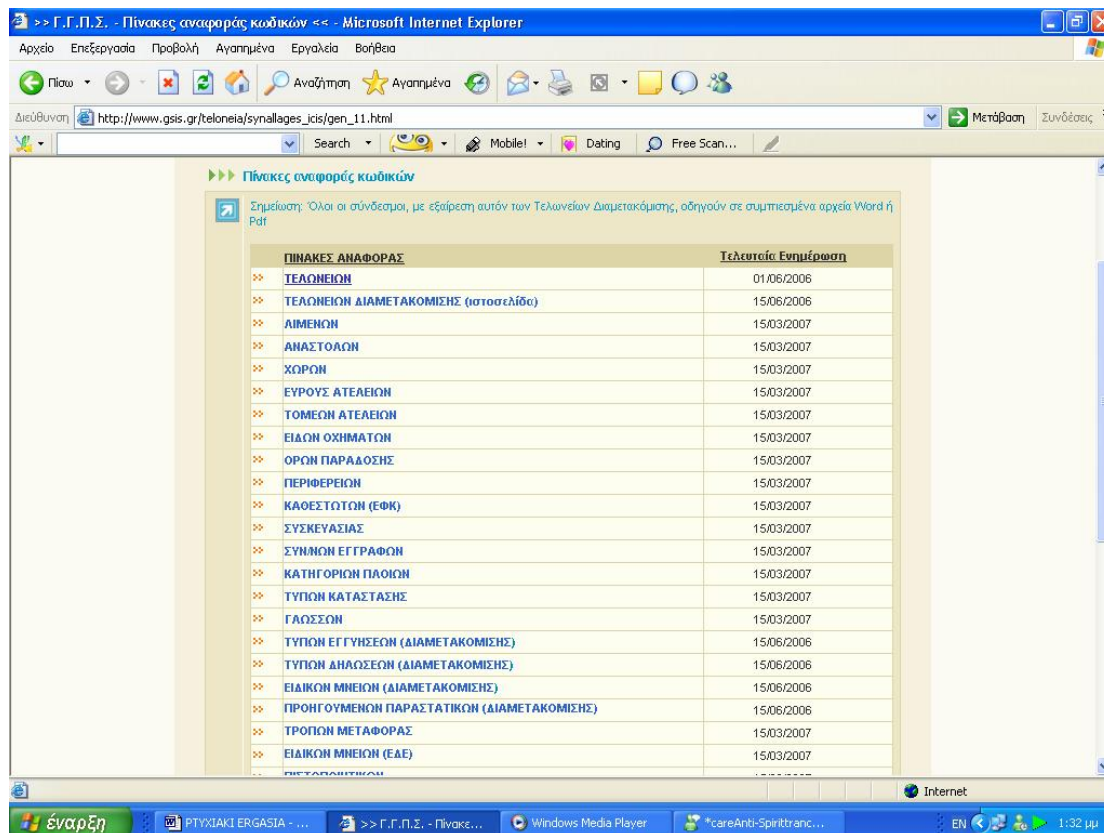 >> Γ.Γ.Π.Σ. - Πίνακες αναφοράς κωδικών << - Microsoft Internet Explorer
Αρχείο Επεξεργασία Προβολή Αγαπημένα Εργαλεία Βοήθεια
Πίσω Αναζήτηση Αγαπημένα
Διεύθυνση http://www.gsis.gr/teloneia/synallages_icis/gen_11.html Μετάβαση Συνδέσεις
Search Mobile! Dating Free Scan...
Πίνακες αναφοράς κωδικών
Σημείωση: Όλοι οι σύνδεσμοι, με εξαίρεση αυτόν των Τελωνείων Διαμετακόμισης, οδηγούν σε συμπιεσμένα αρχεία Word ή
Pdf
ΠΙΝΑΚΕΣ ΑΝΑΦΟΡΑΣ Τελευταία Ενημέρωση
ΤΕΛΩΝΕΙΩΝ 01/06/2006
ΤΕΛΩΝΕΙΩΝ ΔΙΑΜΕΤΑΚΟΜΙΣΗΣ (ιστοσελίδα) 15/06/2006
ΛΙΜΕΝΩΝ 15/03/2007
ΑΝΑΣΤΟΛΩΝ 15/03/2007
ΧΩΡΩΝ 15/03/2007
ΕΥΡΟΥΣ ΑΤΕΛΕΙΩΝ 15/03/2007
ΤΟΜΕΩΝ ΑΤΕΛΕΙΩΝ 15/03/2007
ΕΙΔΩΝ ΟΧΗΜΑΤΩΝ 15/03/2007
ΟΡΩΝ ΠΑΡΑΔΟΣΗΣ 15/03/2007
ΠΕΡΙΦΕΡΕΙΩΝ 15/03/2007
ΚΑΘΕΣΤΩΤΩΝ (ΕΦΚ) 15/03/2007
ΣΥΣΚΕΥΑΣΙΑΣ 15/03/2007
ΣΥΝ/ΝΩΝ ΕΓΓΡΑΦΩΝ 15/03/2007
ΚΑΤΗΓΟΡΙΩΝ ΠΛΟΙΩΝ 15/03/2007
ΤΥΠΩΝ ΚΑΤΑΣΤΑΣΗΣ 15/03/2007
ΓΛΩΣΣΩΝ 15/03/2007
ΤΥΠΩΝ ΕΓΓΥΗΣΕΩΝ (ΔΙΑΜΕΤΑΚΟΜΙΣΗΣ) 15/06/2006
ΤΥΠΩΝ ΔΗΛΩΣΕΩΝ (ΔΙΑΜΕΤΑΚΟΜΙΣΗΣ) 15/06/2006
ΕΙΔΙΚΩΝ ΜΝΕΙΩΝ (ΔΙΑΜΕΤΑΚΟΜΙΣΗΣ) 15/06/2006
ΠΡΟΗΓΟΥΜΕΝΩΝ ΠΑΡΑΣΤΑΤΙΚΩΝ (ΔΙΑΜΕΤΑΚΟΜΙΣΗΣ) 15/06/2006
ΤΡΟΠΩΝ ΜΕΤΑΦΟΡΑΣ 15/03/2007
ΕΙΔΙΚΩΝ ΜΝΕΙΩΝ (ΕΔΕ) 15/03/2007
Internet
έναρξη PTYXIAKI ERGASIA - ... >> Γ.Γ.Π.Σ. - Πίνακε... Windows Media Player *careAnti-Spirittranc... EN 1:32 μμ